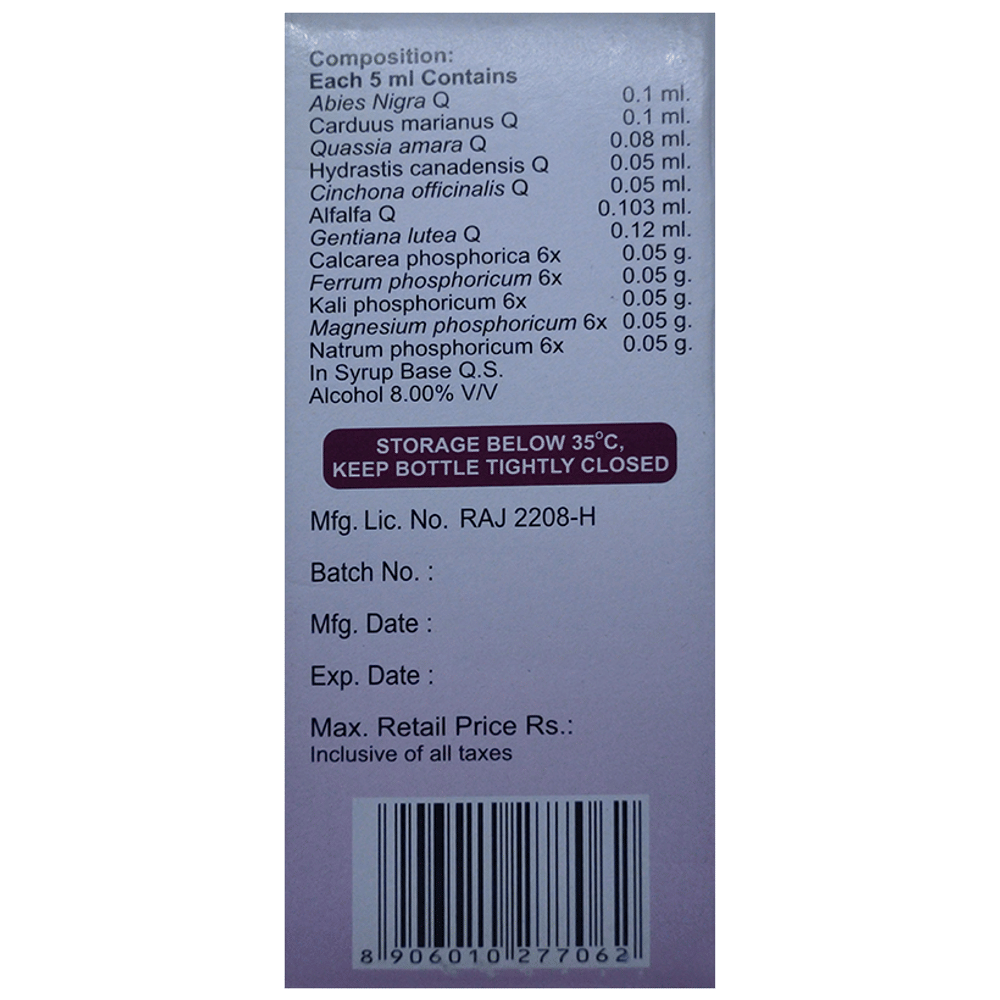 Composition:
Each 5 ml Contains
Abies Nigra Q 0.1 ml.
Carduus marianus Q 0.1 ml.
Quassia amara Q 0.08 ml.
Hydrastis canadensis Q 0.05 ml.
Cinchona officinalis Q 0.05 ml.
Alfalfa Q 0.103 ml.
Gentiana lutea Q 0.12 ml.
Calcarea phosphorica 6x 0.05 g.
Ferrum phosphoricum 6x 0.05 g.
Kali phosphoricum 6x 0.05 g.
Magnesium phosphoricum 6x 0.05 g.
Natrum phosphoricum 6x 0.05 g.
In Syrup Base Q.S.
Alcohol 8.00% V/V
STORAGE BELOW 35°C,
KEEP BOTTLE TIGHTLY CLOSED
Mfg. Lic. No. RAJ 2208-H
Batch No. :
Mfg. Date :
Exp. Date :
Max. Retail Price Rs.:
Inclusive of all taxes
8 906010 277062